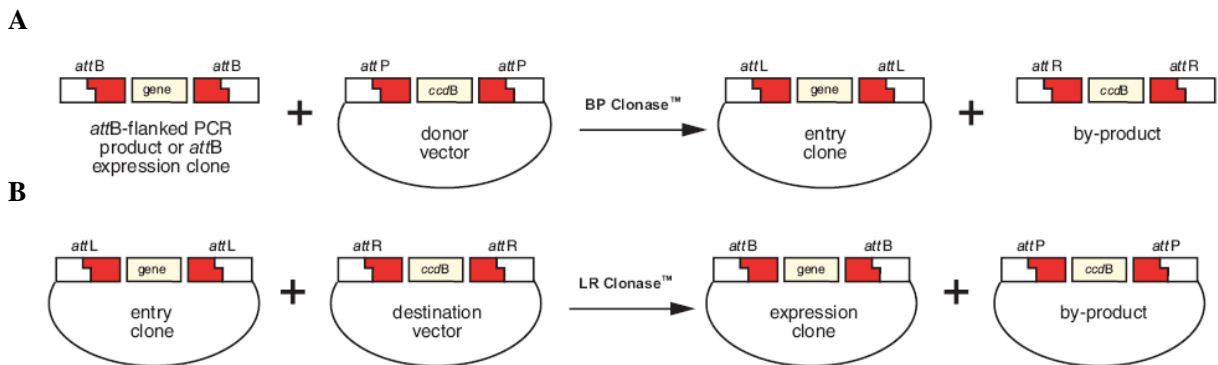 A
attB attB attP attP attL attL attR attR
gene ccdB gene ccdB
+ BP Clonase™ +
attB-flanked PCR
product or attB
expression clone
donor
vector
entry
clone
by-product
B
attL attL attR attR attB attB attP attP
gene ccdB gene ccdB
+ LR Clonase™ +
entry
clone
destination
vector
expression
clone
by-product